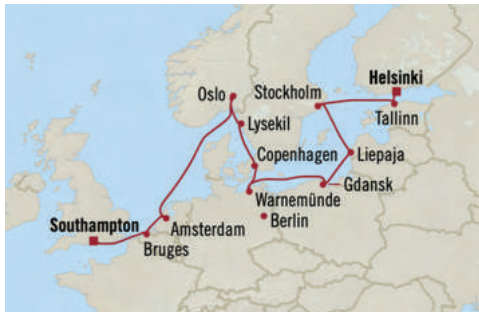 Helsinki
Oslo
Stockholm
Tallinn
Lysekil
Copenhagen
Liepaja
Gdansk
Warnemünde
Berlin
Southampton
Amsterdam
Bruges